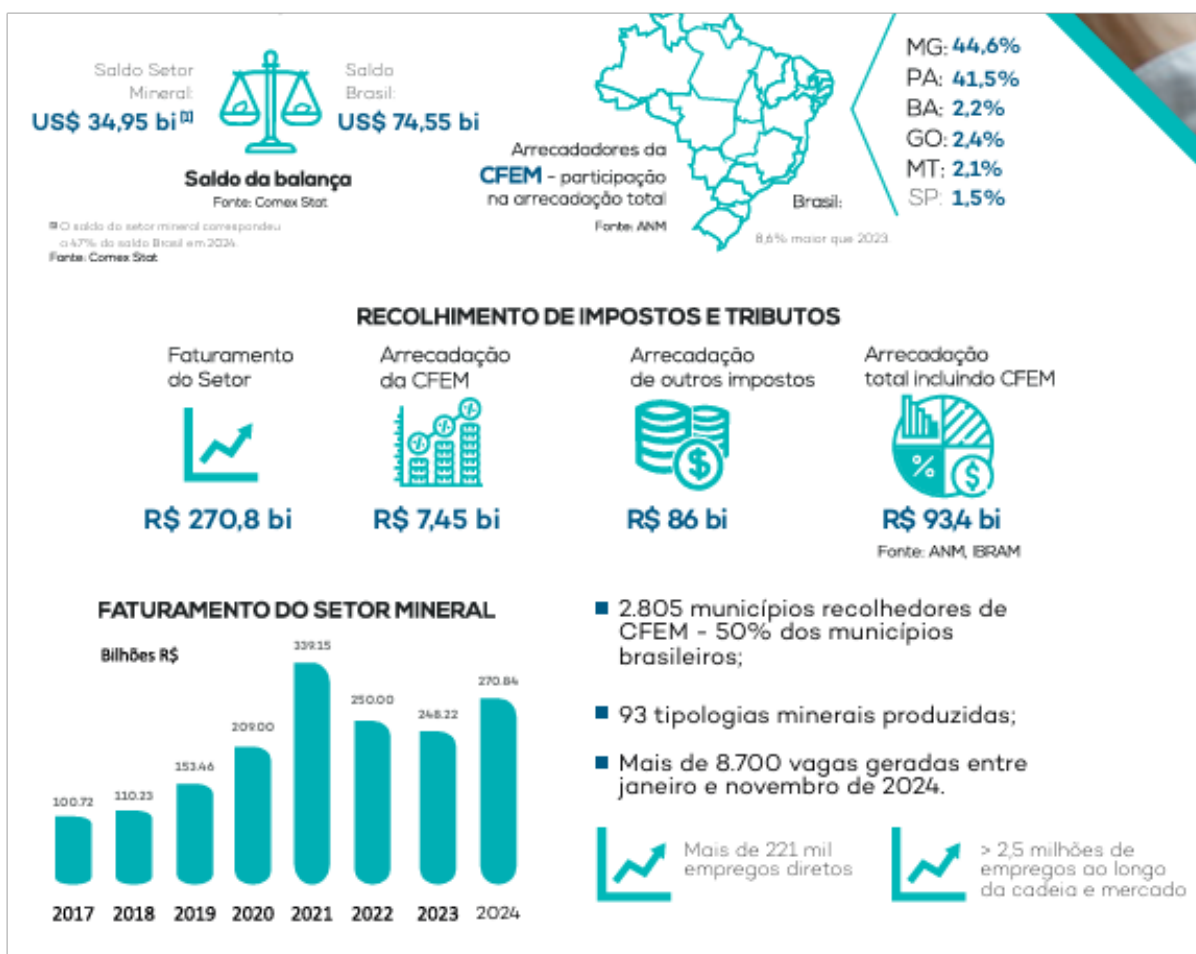 Saldo Setor
Mineral:
US$ 34,95 bi [1]
Saldo
Brasil:
US$ 74,55 bi
Saldo da balança
Fonte: Comex Stat
[1] O saldo do setor mineral correspondeu
a 47% do saldo Brasil em 2024.
Fonte: Comex Stat
Arrecadadores da
CFEM - participação
na arrecadação total
Fonte: ANM
Brasil:
8,6% maior que 2023.
MG: 44,6%
PA: 41,5%
BA: 2,2%
GO: 2,4%
MT: 2,1%
SP: 1,5%
RECOLHIMENTO DE IMPOSTOS E TRIBUTOS
Faturamento
do Setor
R$ 270,8 bi
Arrecadação
da CFEM
R$ 7,45 bi
Arrecadação
de outros impostos
$
R$ 86 bi
Arrecadação
total incluindo CFEM
%
$
R$ 93,4 bi
Fonte: ANM, IBRAM
FATURAMENTO DO SETOR MINERAL
Bilhões R$
100.72
110.23
153.46
209.00
339.15
250.00
248.22
270.84
2017 2018 2019 2020 2021 2022 2023 2024
2.805 municípios recolhedores de
CFEM - 50% dos municípios
brasileiros;
93 tipologias minerais produzidas;
Mais de 8.700 vagas geradas entre
janeiro e novembro de 2024.
Mais de 221 mil
empregos diretos
> 2,5 milhões de
empregos ao longo
da cadeia e mercado